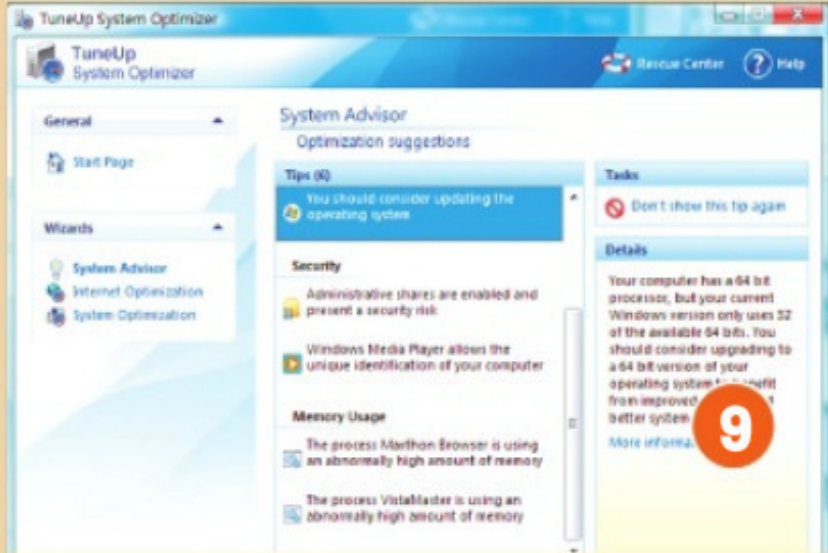 TuneUp System Optimizer
TuneUp
System Optimizer
Rescue Center
Help
General
Start Page
Wizards
System Advisor
Internet Optimization
System Optimization
System Advisor
Optimization suggestions
Tips (6)
You should consider updating the
operating system
Security
Administrative shares are enabled and
present a security risk
Windows Media Player allows the
unique identification of your computer
Memory Usage
The process Maxthon Browser is using
an abnormally high amount of memory
The process VistaMaster is using an
abnormally high amount of memory
Tasks
Don't show this tip again
Details
Your computer has a 64 bit
processor, but your current
Windows version only uses 32
of the available 64 bits. You
should consider upgrading to
a 64 bit version of your
operating system
from improved
better system
More
9